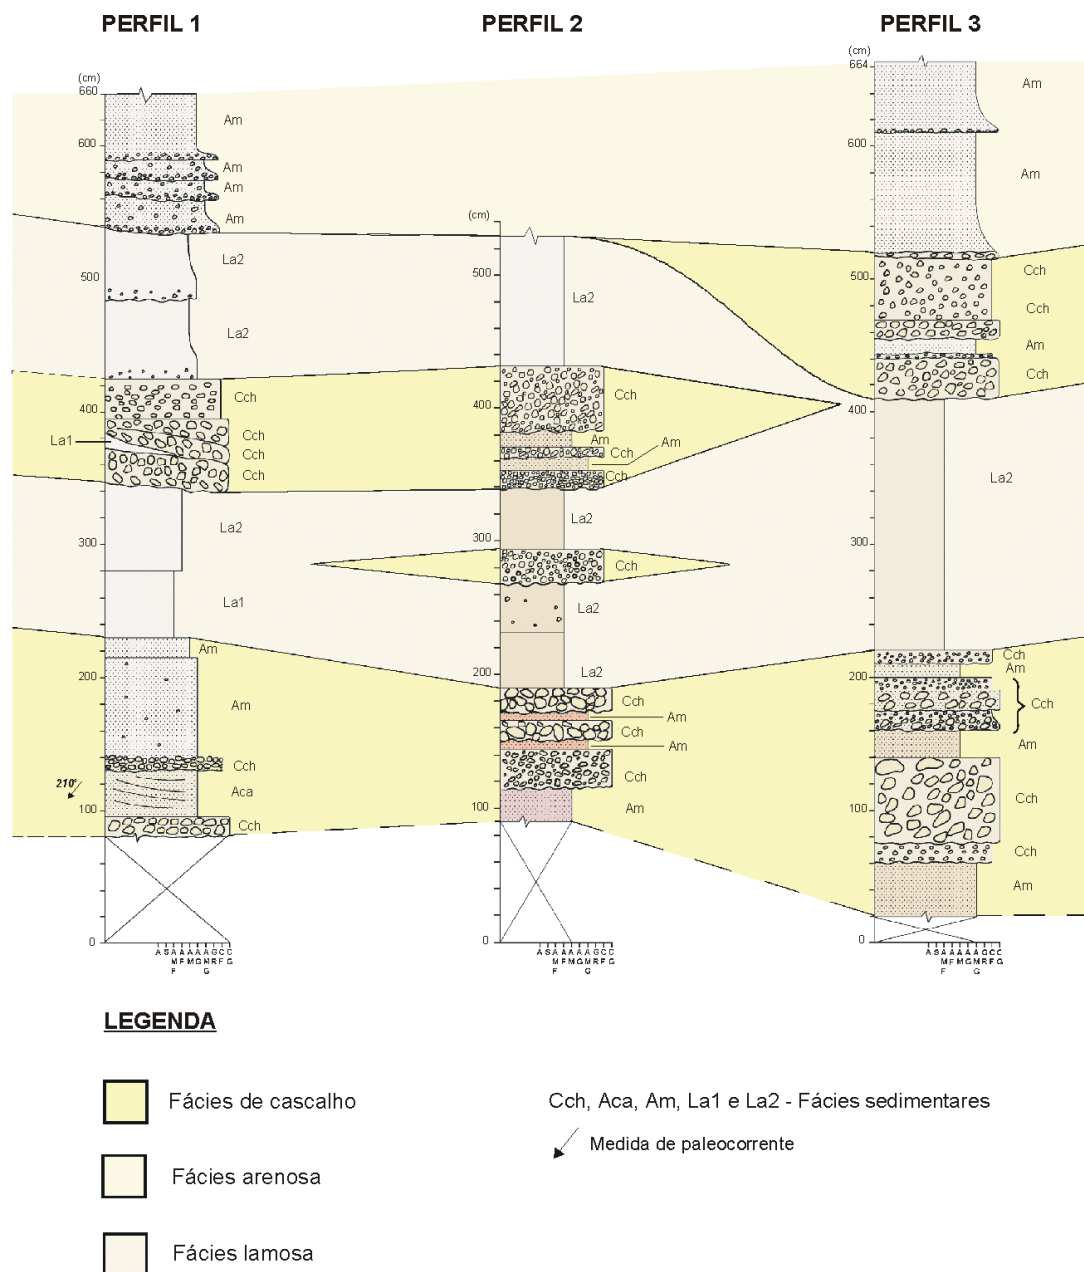 PERFIL 1
PERFIL 2
PERFIL 3
(cm)
660
600
500
400
300
200
100
0
Am
Am
Am
Am
La2
La2
Cch
La1
Cch
Cch
Cch
La2
La1
Am
Am
Cch
210°
Aca
Cch
A S A A A A A G C C
M F M G M R F G
F G
(cm)
500
400
300
200
100
0
La2
Cch
Am
Am
Cch
Cch
La2
Cch
La2
La2
Cch
Am
Cch
Am
Cch
Am
A S A A A A A G C C
M F M G M R F G
F G
(cm)
664
600
500
400
300
200
100
0
Am
Am
Cch
Cch
Am
Cch
La2
Cch
Am
Cch
Am
Cch
Cch
Am
A S A A A A A G C C
M F M G M R F G
F G
LEGENDA
Fácies de cascalho
Fácies arenosa
Fácies lamosa
Cch, Aca, Am, La1 e La2 - Fácies sedimentares
Medida de paleocorrente